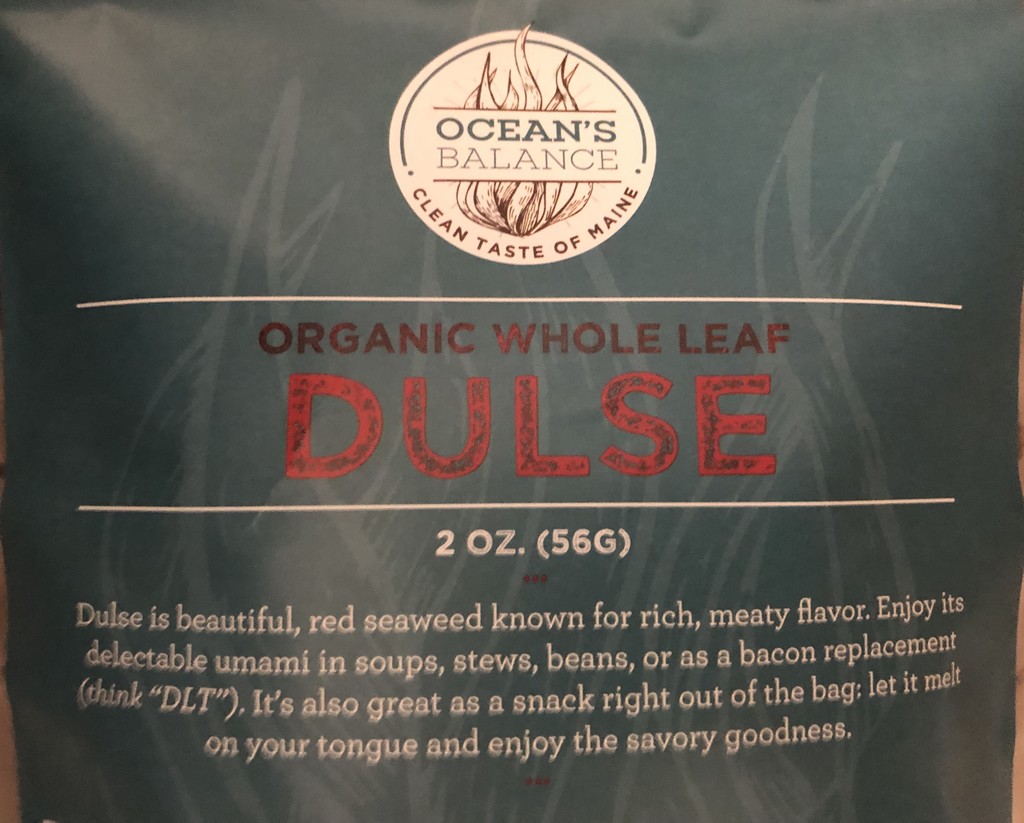 OCEAN'S
BALANCE
• CLEAN TASTE OF MAINE •
ORGANIC WHOLE LEAF
DULSE
2 OZ. (56G)
Dulse is beautiful, red seaweed known for rich, meaty flavor. Enjoy its
delectable umami in soups, stews, beans, or as a bacon replacement
(think “DLT”). It's also great as a snack right out of the bag: let it melt
on your tongue and enjoy the savory goodness.